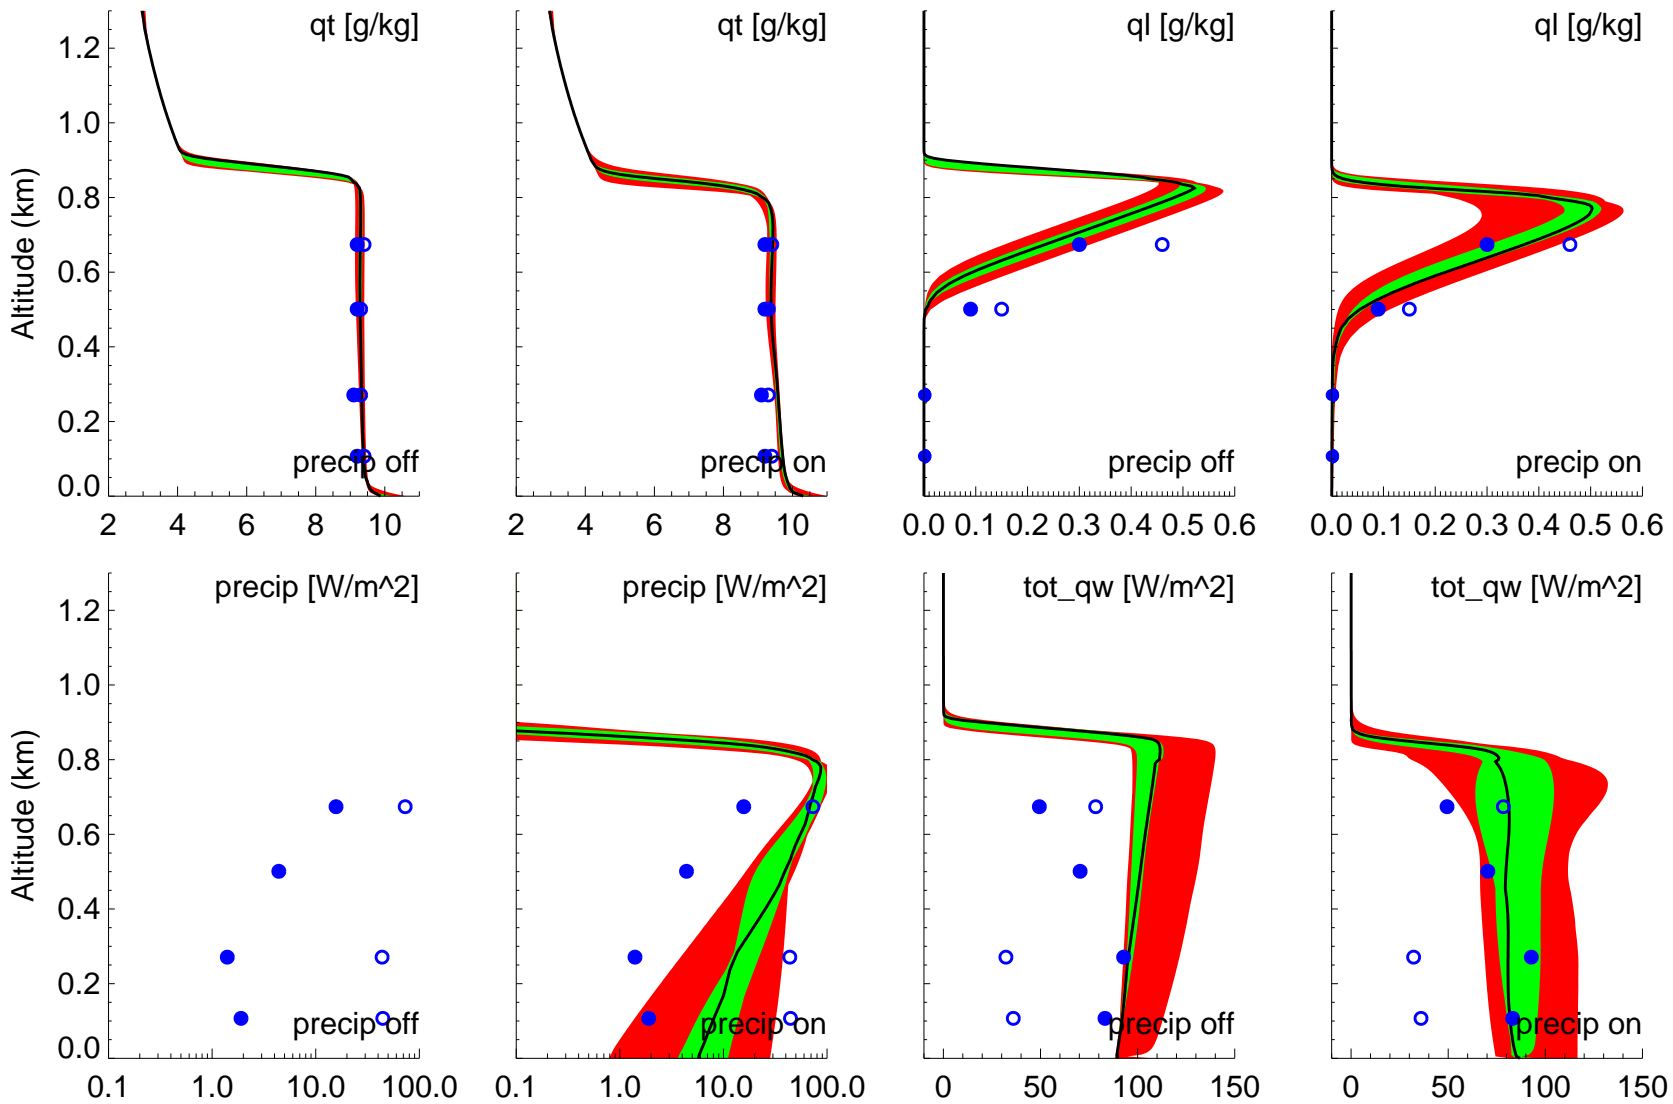 qt [g/kg]
qt [g/kg]
ql [g/kg]
ql [g/kg]
1.2
1.0
0.8
0.6
0.4
0.2
0.0
Altitude (km)
precip off
precip on
precip off
precip on
2 4 6 8 10
2 4 6 8 10
0.0 0.1 0.2 0.3 0.4 0.5 0.6
0.0 0.1 0.2 0.3 0.4 0.5 0.6
precip [W/m^2]
precip [W/m^2]
tot_qw [W/m^2]
tot_qw [W/m^2]
1.2
1.0
0.8
0.6
0.4
0.2
0.0
Altitude (km)
precip off
precip on
precip off
precip on
0.1 1.0 10.0 100.0
0.1 1.0 10.0 100.0
0 50 100 150
0 50 100 150